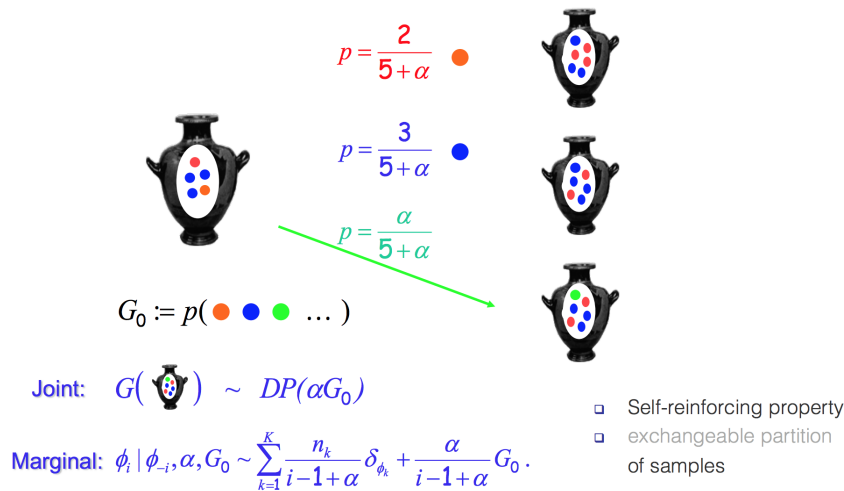 p = 2/(5+α)
p = 3/(5+α)
p = α/(5+α)
G₀ := p( … )
Joint: G( ) ~ DP(αG₀)
Marginal: ϕᵢ | ϕ₋ᵢ, α, G₀ ~ ∑ₖ₌₁ᴷ nₖ/(i-1+α) δ_ϕₖ + α/(i-1+α) G₀ .
Self-reinforcing property
exchangeable partition
of samples